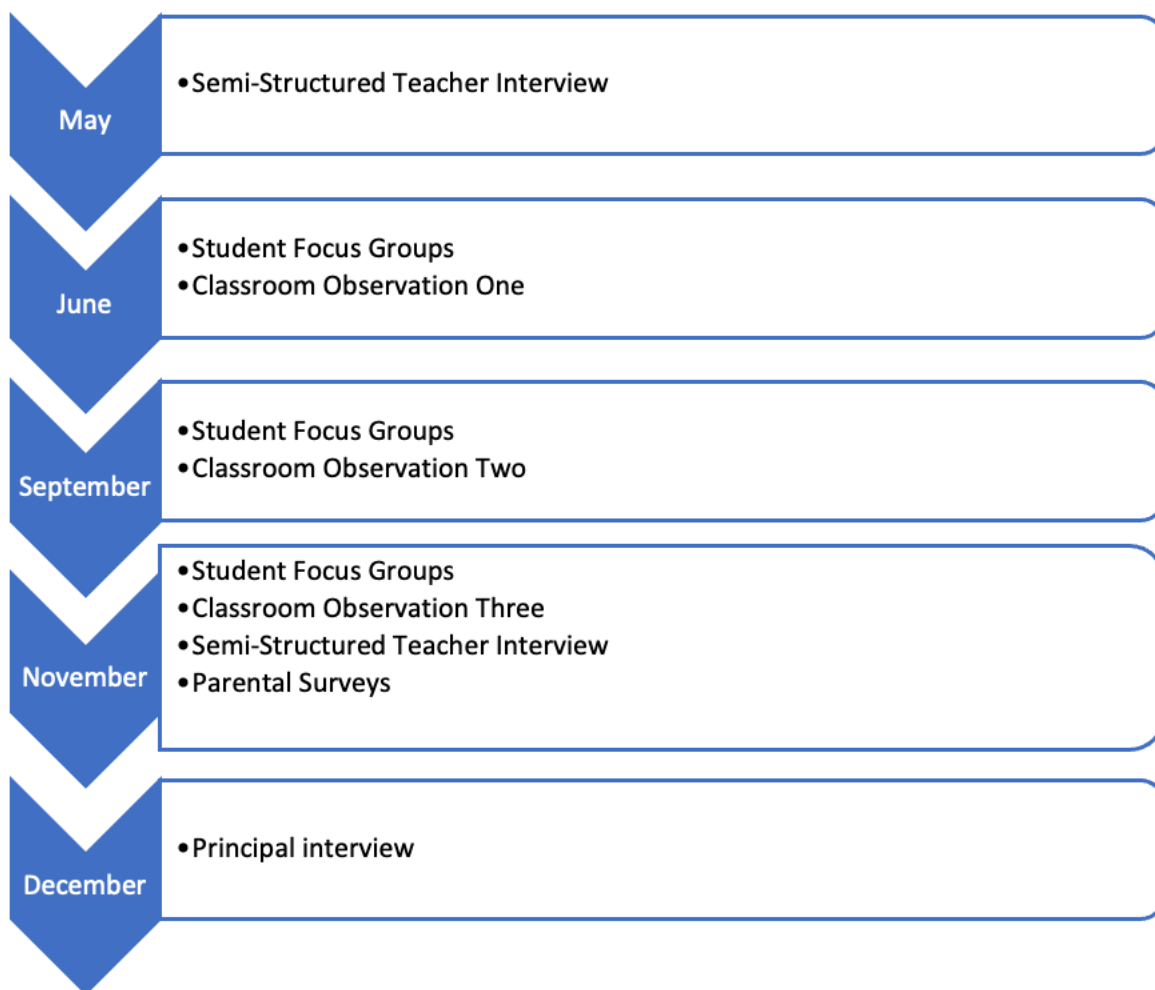 May
•Semi-Structured Teacher Interview
June
•Student Focus Groups
•Classroom Observation One
September
•Student Focus Groups
•Classroom Observation Two
November
•Student Focus Groups
•Classroom Observation Three
•Semi-Structured Teacher Interview
•Parental Surveys
December
•Principal interview